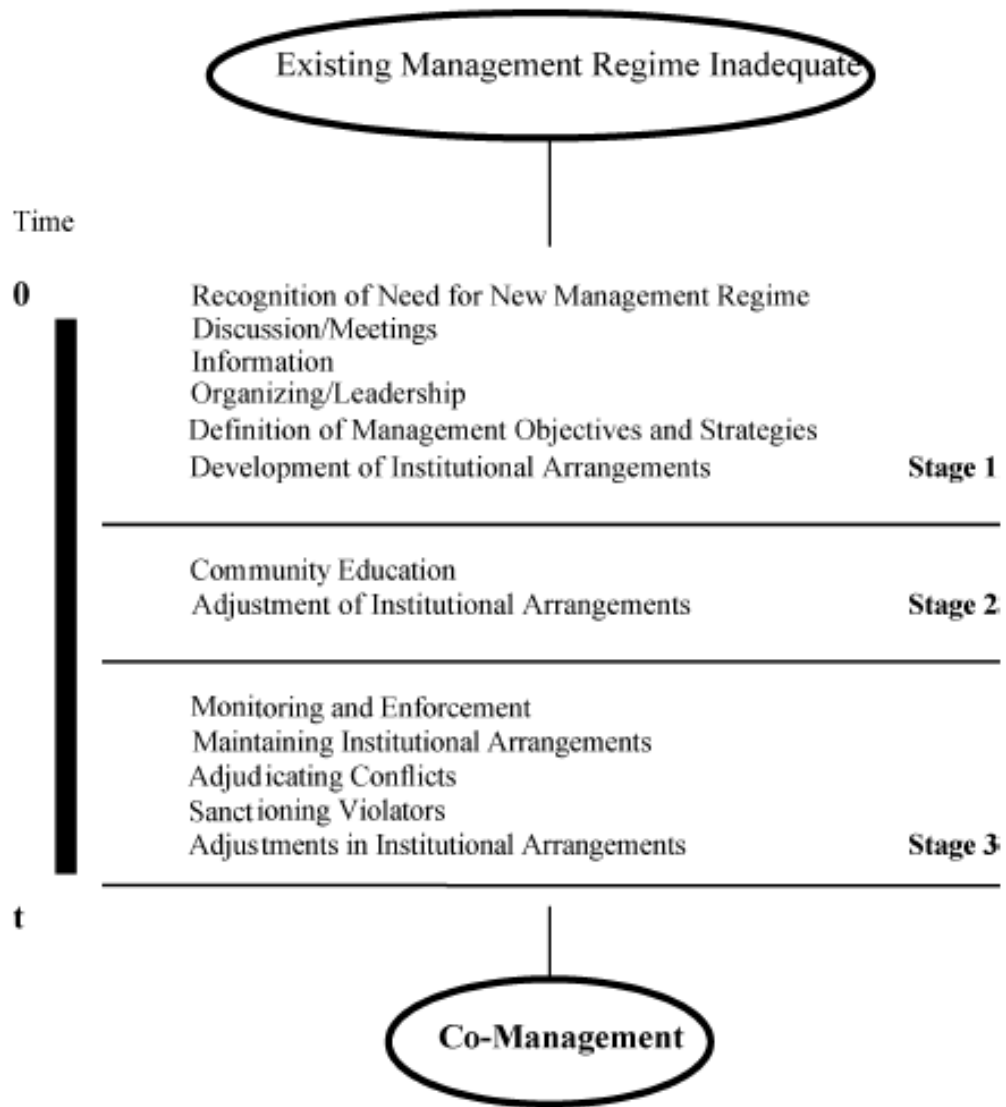 Existing Management Regime Inadequate
Time
0
Recognition of Need for New Management Regime
Discussion/Meetings
Information
Organizing/Leadership
Definition of Management Objectives and Strategies
Development of Institutional Arrangements Stage 1
Community Education
Adjustment of Institutional Arrangements Stage 2
Monitoring and Enforcement
Maintaining Institutional Arrangements
Adjudicating Conflicts
Sanctioning Violators
Adjustments in Institutional Arrangements Stage 3
t
Co-Management